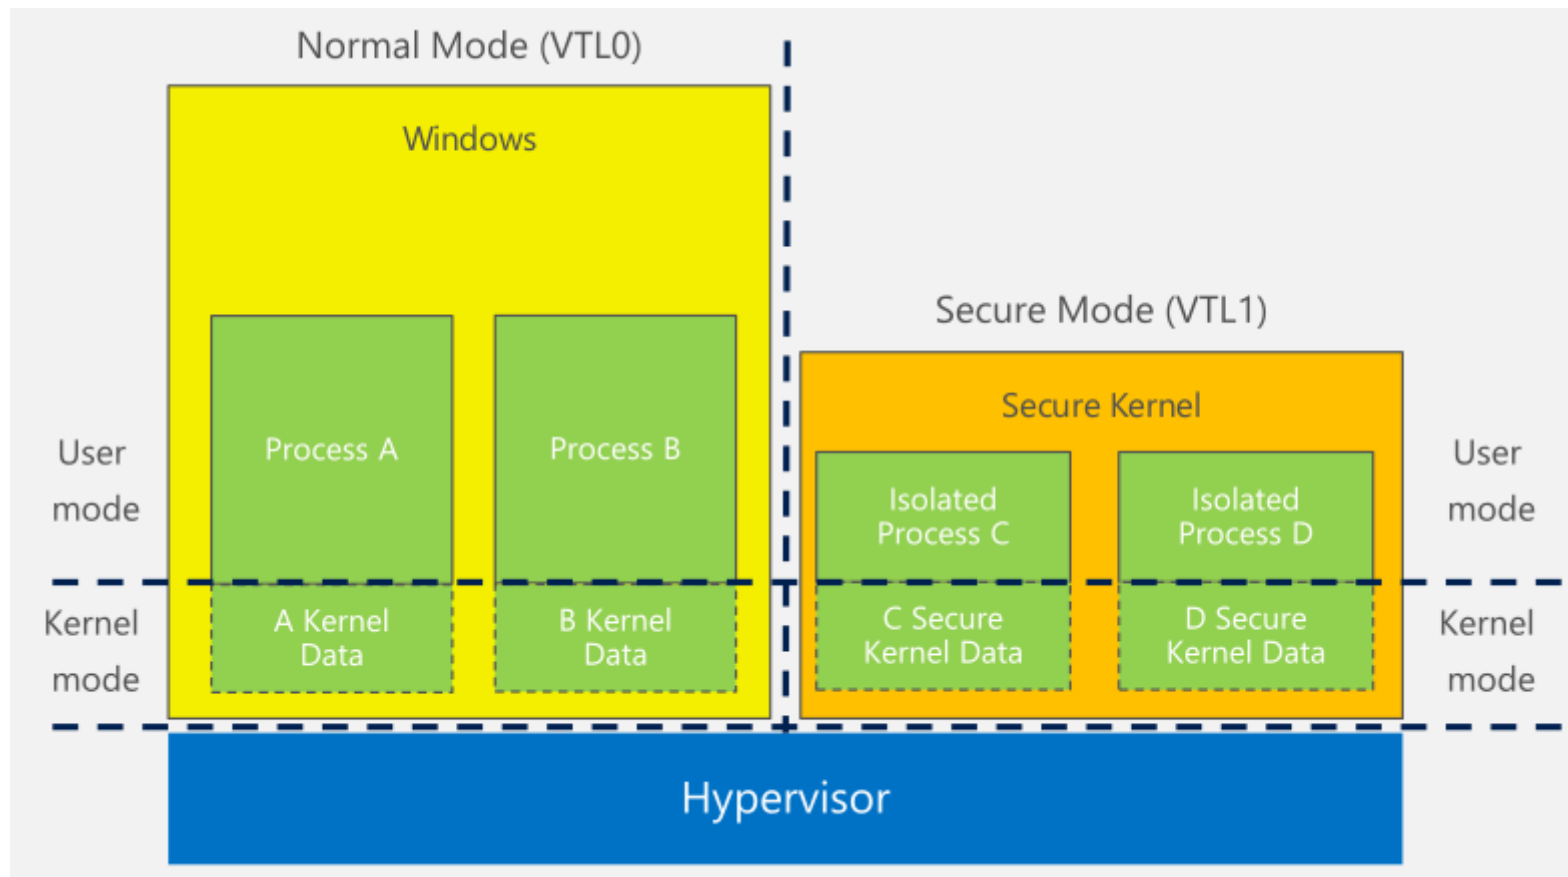 Normal Mode (VTL0)
Windows
Process A
Process B
User
mode
A Kernel
Data
B Kernel
Data
Kernel
mode
Secure Mode (VTL1)
Secure Kernel
Isolated
Process C
Isolated
Process D
User
mode
C Secure
Kernel Data
D Secure
Kernel Data
Kernel
mode
Hypervisor